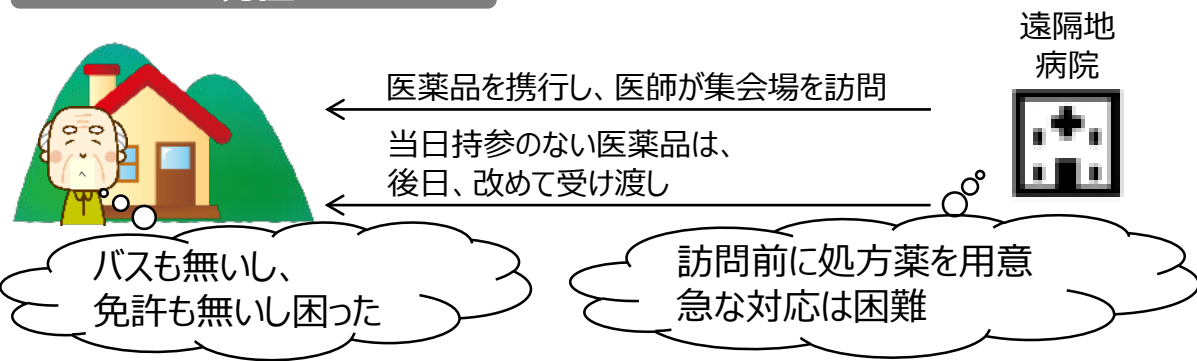 遠隔地
病院
医薬品を携行し、医師が集会場を訪問
当日持参のない医薬品は、
後日、改めて受け渡し
バスも無いし、
免許も無いし困った
訪問前に処方薬を用意
急な対応は困難